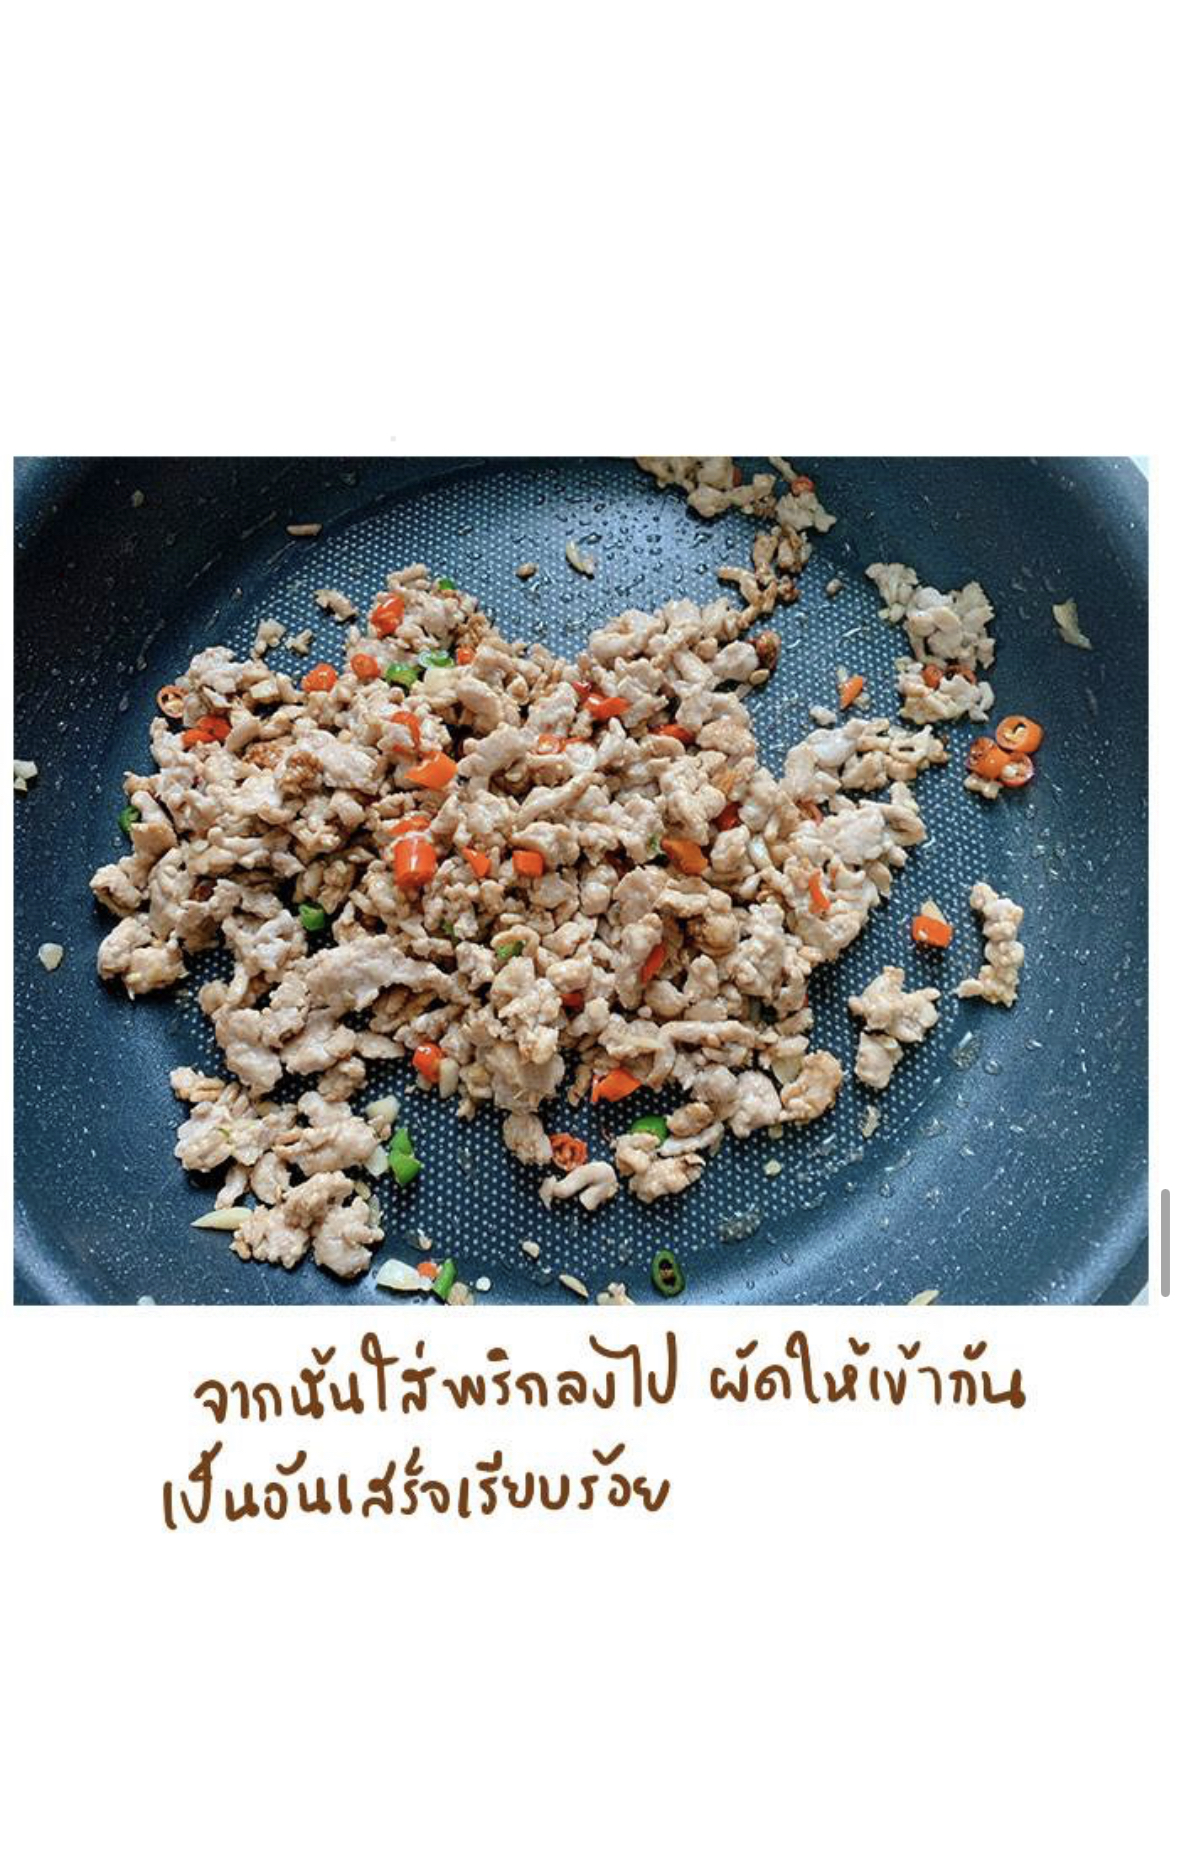 จากนั้นใส่พริกลงไป ผัดให้เข้ากัน
เป็นอันเสร็จเรียบร้อย